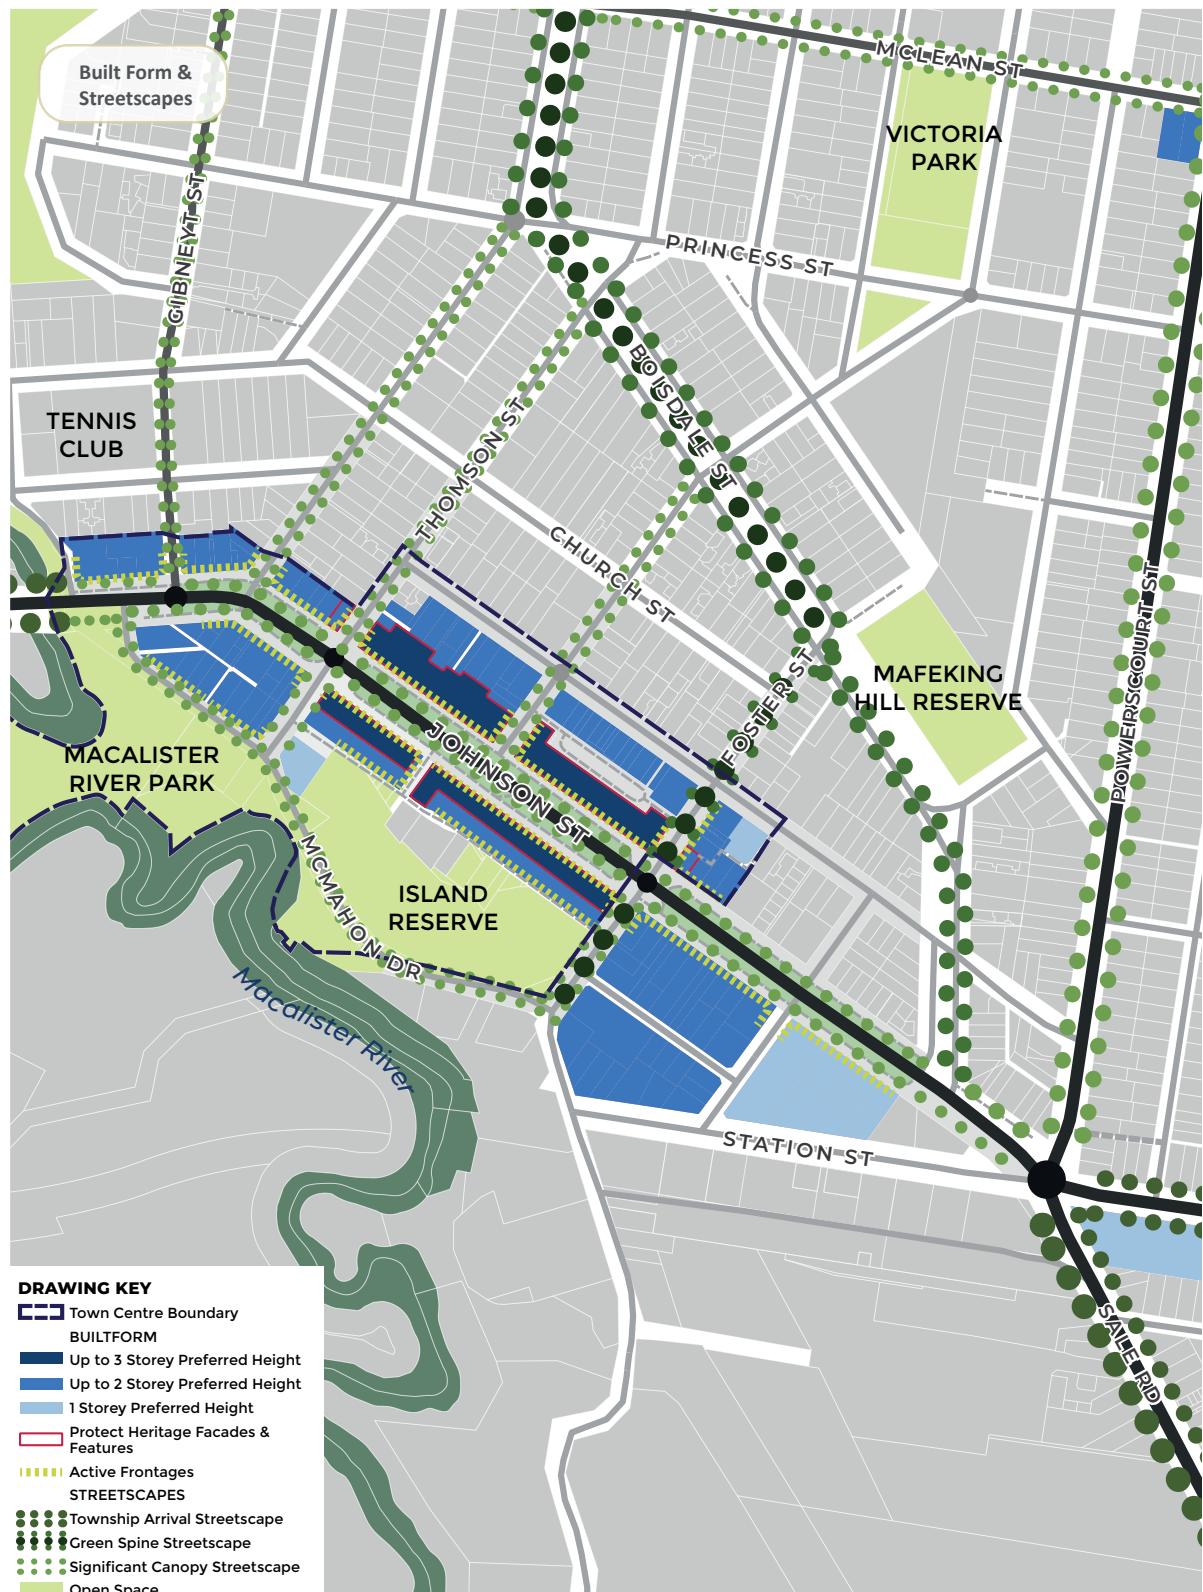 Built Form &
Streetscapes
MCLEAN ST
VICTORIA
PARK
GIBNEYT ST
PRINCESS ST
BOISDALE ST
TENNIS
CLUB
THOMSON ST
CHURCH ST
POWERSCOURT ST
FOSTER ST
MAFEKING
HILL RESERVE
MACALISTER
RIVER PARK
JOHNSON ST
MCMAHON DR
ISLAND
RESERVE
Macalister River
STATION ST
SALE RD
DRAWING KEY
Town Centre Boundary
BUILTFORM
Up to 3 Storey Preferred Height
Up to 2 Storey Preferred Height
1 Storey Preferred Height
Protect Heritage Facades &
Features
Active Frontages
STREETSCAPES
Township Arrival Streetscape
Green Spine Streetscape
Significant Canopy Streetscape
Open Space